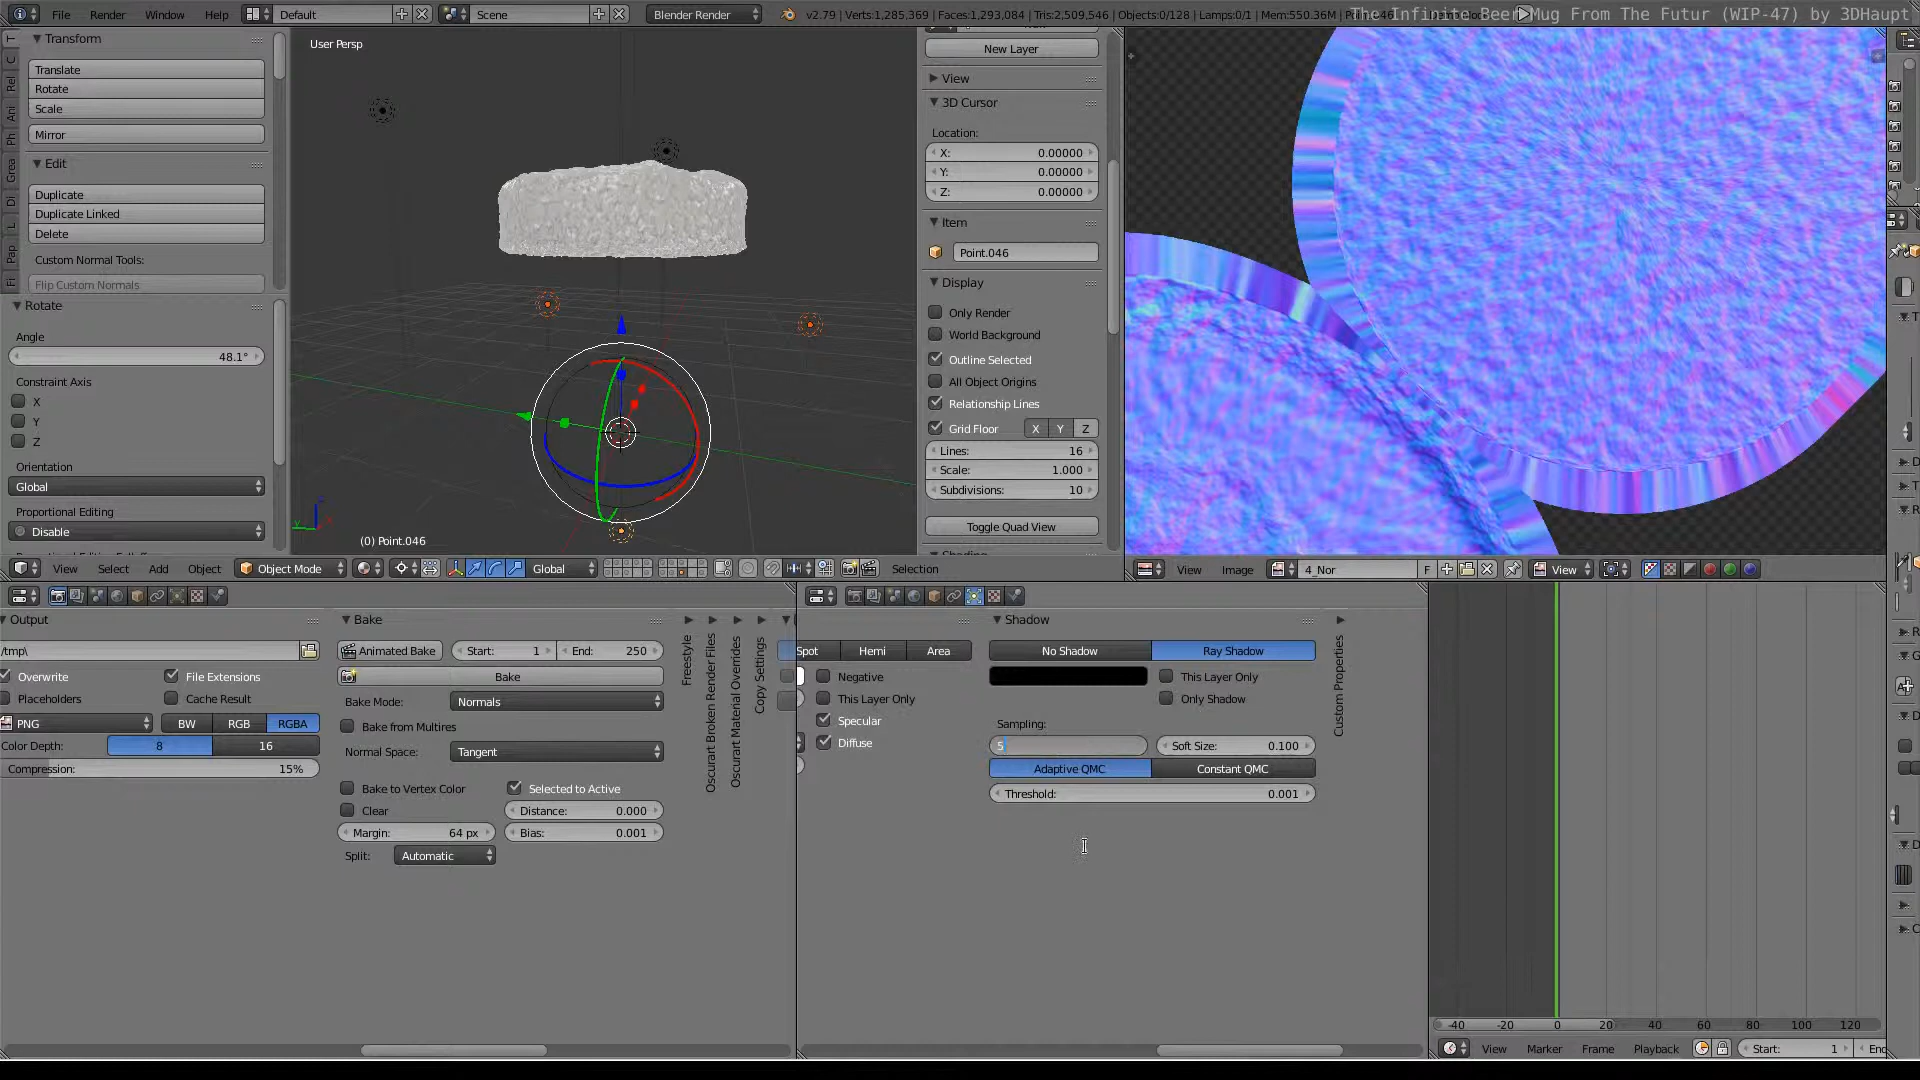 File Render Window Help Default Scene Blender Render v2.79 | Verts:1,285,369 | Faces:1,293,084 | Tris:2,509,546 | Objects:0/128 | Lamps:0/1 | Mem:550.36M |
The Infinite Beer Mug From The Futur (WIP-47) by 3DHaupt
Transform
Translate
Rotate
Scale
Mirror
Edit
Duplicate
Duplicate Linked
Delete
Custom Normal Tools:
Flip Custom Normals
Rotate
Angle
48.1°
Constraint Axis
X
Y
Z
Orientation
Global
Proportional Editing
Disable
T
C
Rel
Ani
Ph
Grea
Di
L
Pap
Fi
User Persp
(0) Point.046
New Layer
View
3D Cursor
Location:
X: 0.00000
Y: 0.00000
Z: 0.00000
Item
Point.046
Display
Only Render
World Background
Outline Selected
All Object Origins
Relationship Lines
Grid Floor X Y Z
Lines: 16
Scale: 1.000
Subdivisions: 10
Toggle Quad View
View Select Add Object Object Mode Global Selection
View Image 4_Nor F View
Output
/tmp\
Overwrite File Extensions
Placeholders Cache Result
PNG BW RGB RGBA
Color Depth: 8 16
Compression: 15%
Bake
Animated Bake Start: 1 End: 250
Bake
Bake Mode: Normals
Bake from Multires
Normal Space: Tangent
Bake to Vertex Color Selected to Active
Clear Distance: 0.000
Margin: 64 px Bias: 0.001
Split: Automatic
Freestyle
Oscurart Broken Render Files
Oscurart Material Overrides
Copy Settings
Spot Hemi Area
Negative
This Layer Only
Specular
Diffuse
Shadow
No Shadow Ray Shadow
This Layer Only
Only Shadow
Sampling:
5 Soft Size: 0.100
Adaptive QMC Constant QMC
Threshold: 0.001
Custom Properties
-40 -20 0 20 40 60 80 100 120
View Marker Frame Playback Start: 1